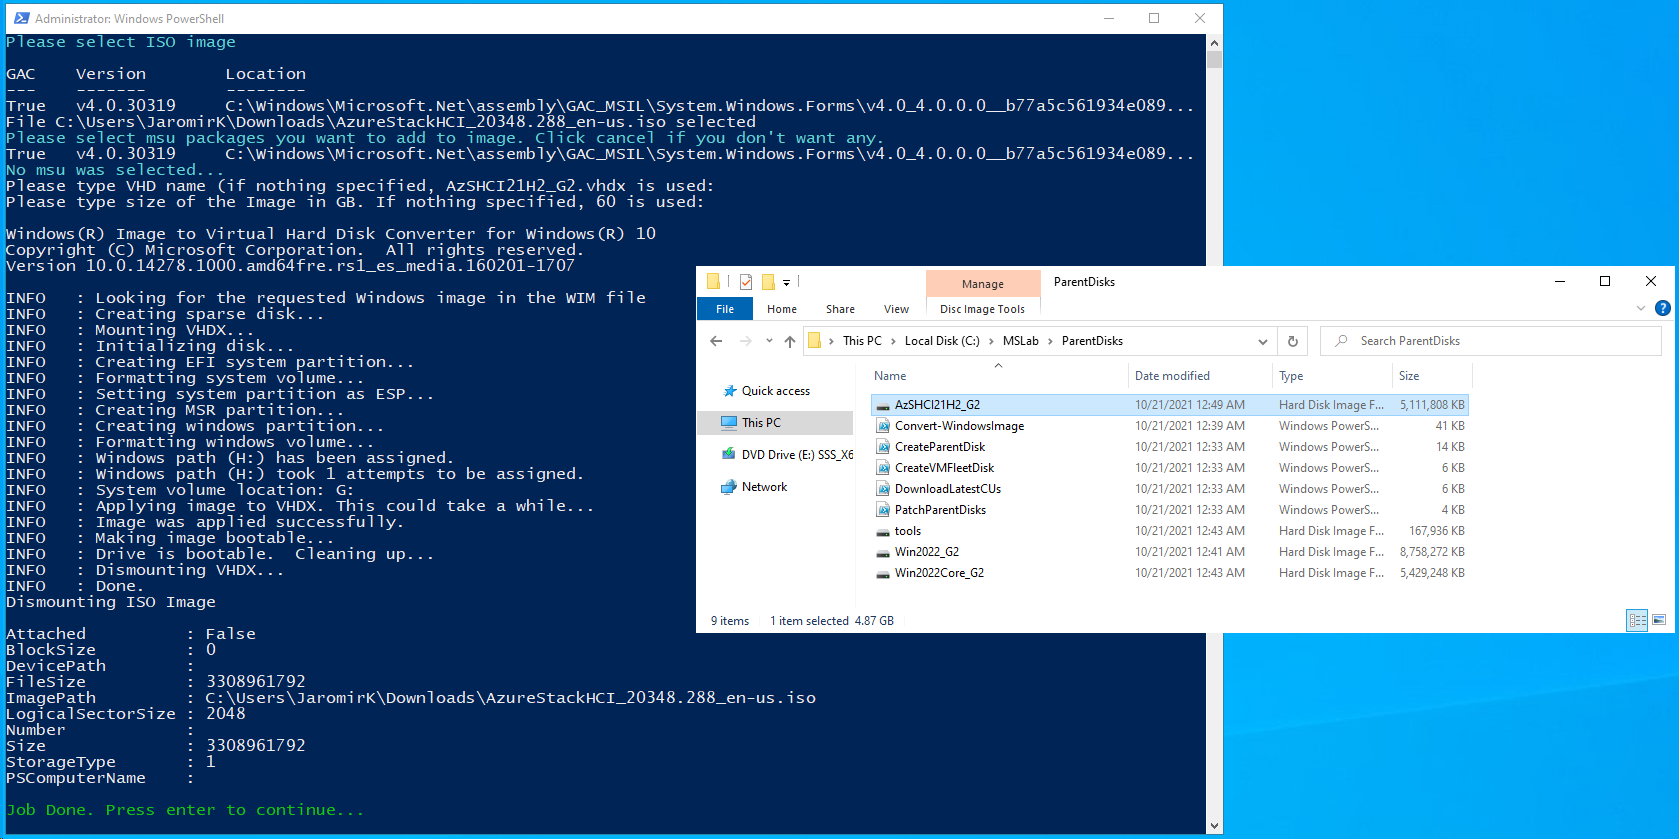 Administrator: Windows PowerShell
Please select ISO image
GAC    Version        Location
---    -------        --------
True   v4.0.30319     C:\Windows\Microsoft.Net\assembly\GAC_MSIL\System.Windows.Forms\v4.0_4.0.0.0__b77a5c561934e089...
File C:\Users\JaromirK\Downloads\AzureStackHCI_20348.288_en-us.iso selected
Please select msu packages you want to add to image. Click cancel if you don't want any.
True   v4.0.30319     C:\Windows\Microsoft.Net\assembly\GAC_MSIL\System.Windows.Forms\v4.0_4.0.0.0__b77a5c561934e089...
No msu was selected...
Please type VHD name (if nothing specified, AzSHCI21H2_G2.vhdx is used:
Please type size of the Image in GB. If nothing specified, 60 is used:
Windows(R) Image to Virtual Hard Disk Converter for Windows(R) 10
Copyright (C) Microsoft Corporation.  All rights reserved.
Version 10.0.14278.1000.amd64fre.rs1_es_media.160201-1707
INFO   : Looking for the requested Windows image in the WIM file
INFO   : Creating sparse disk...
INFO   : Mounting VHDX...
INFO   : Initializing disk...
INFO   : Creating EFI system partition...
INFO   : Formatting system volume...
INFO   : Setting system partition as ESP...
INFO   : Creating MSR partition...
INFO   : Creating windows partition...
INFO   : Formatting windows volume...
INFO   : Windows path (H:) has been assigned.
INFO   : Windows path (H:) took 1 attempts to be assigned.
INFO   : System volume location: G:
INFO   : Applying image to VHDX. This could take a while...
INFO   : Image was applied successfully.
INFO   : Making image bootable...
INFO   : Drive is bootable.  Cleaning up...
INFO   : Dismounting VHDX...
INFO   : Done.
Dismounting ISO Image
Attached          : False
BlockSize         : 0
DevicePath        :
FileSize          : 3308961792
ImagePath         : C:\Users\JaromirK\Downloads\AzureStackHCI_20348.288_en-us.iso
LogicalSectorSize : 2048
Number            :
Size              : 3308961792
StorageType       : 1
PSComputerName    :
Job Done. Press enter to continue...
Manage ParentDisks
File Home Share View Disc Image Tools
This PC > Local Disk (C:) > MSLab > ParentDisks Search ParentDisks
Quick access
This PC
DVD Drive (E:) SSS_X6
Network
Name Date modified Type Size
AzSHCI21H2_G2 10/21/2021 12:49 AM Hard Disk Image F... 5,111,808 KB
Convert-WindowsImage 10/21/2021 12:39 AM Windows PowerS... 41 KB
CreateParentDisk 10/21/2021 12:33 AM Windows PowerS... 14 KB
CreateVMFleetDisk 10/21/2021 12:33 AM Windows PowerS... 6 KB
DownloadLatestCUs 10/21/2021 12:33 AM Windows PowerS... 6 KB
PatchParentDisks 10/21/2021 12:33 AM Windows PowerS... 4 KB
tools 10/21/2021 12:43 AM Hard Disk Image F... 167,936 KB
Win2022_G2 10/21/2021 12:41 AM Hard Disk Image F... 8,758,272 KB
Win2022Core_G2 10/21/2021 12:43 AM Hard Disk Image F... 5,429,248 KB
9 items 1 item selected 4.87 GB